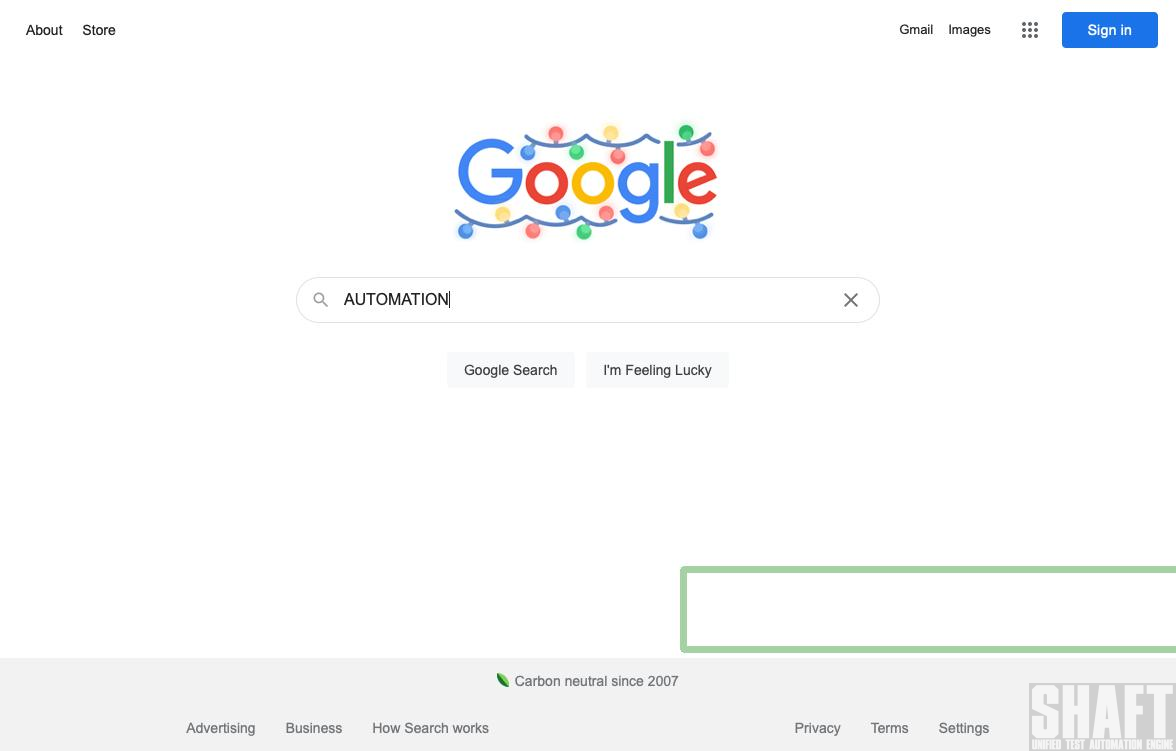 About Store Gmail Images Sign in
Google
AUTOMATION
Google Search I'm Feeling Lucky
Carbon neutral since 2007
Advertising Business How Search works Privacy Terms Settings
SHAFT
UNIFIED TEST AUTOMATION ENGINE